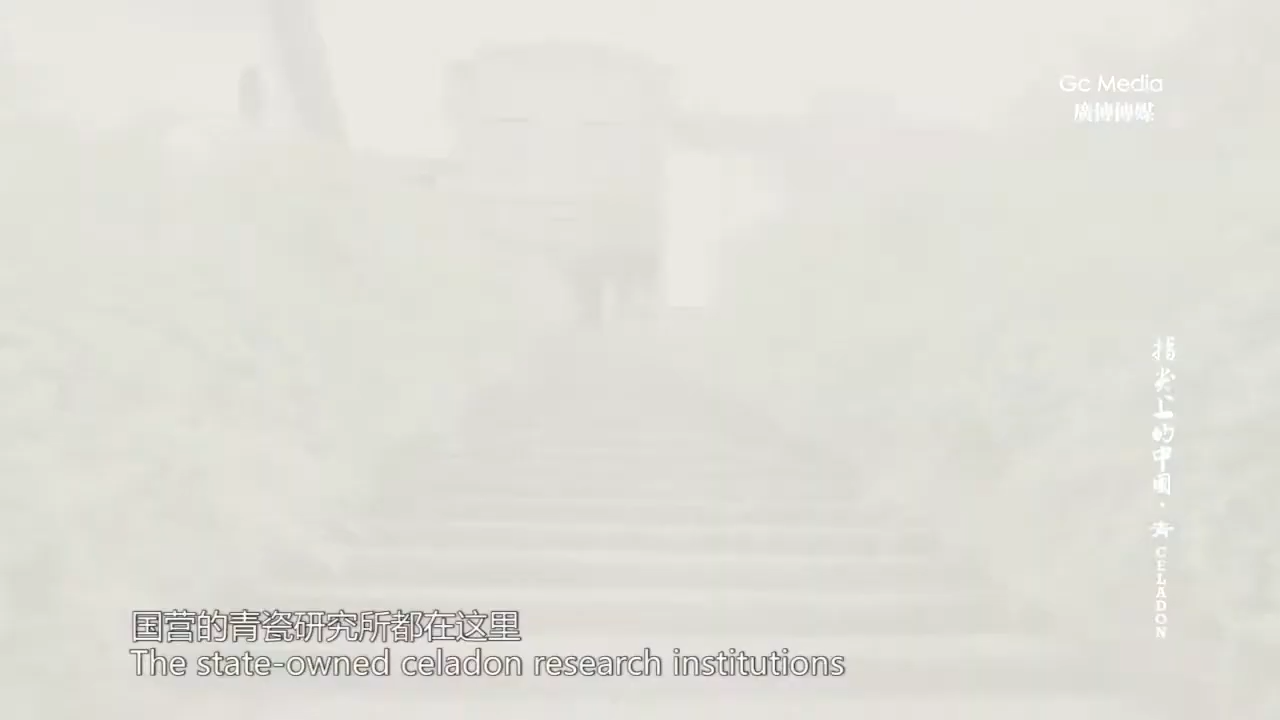 Gc Media
廣傳傳媒
指尖上的中國·青 CELADON
国营的青瓷研究所都在这里
The state-owned celadon research institutions